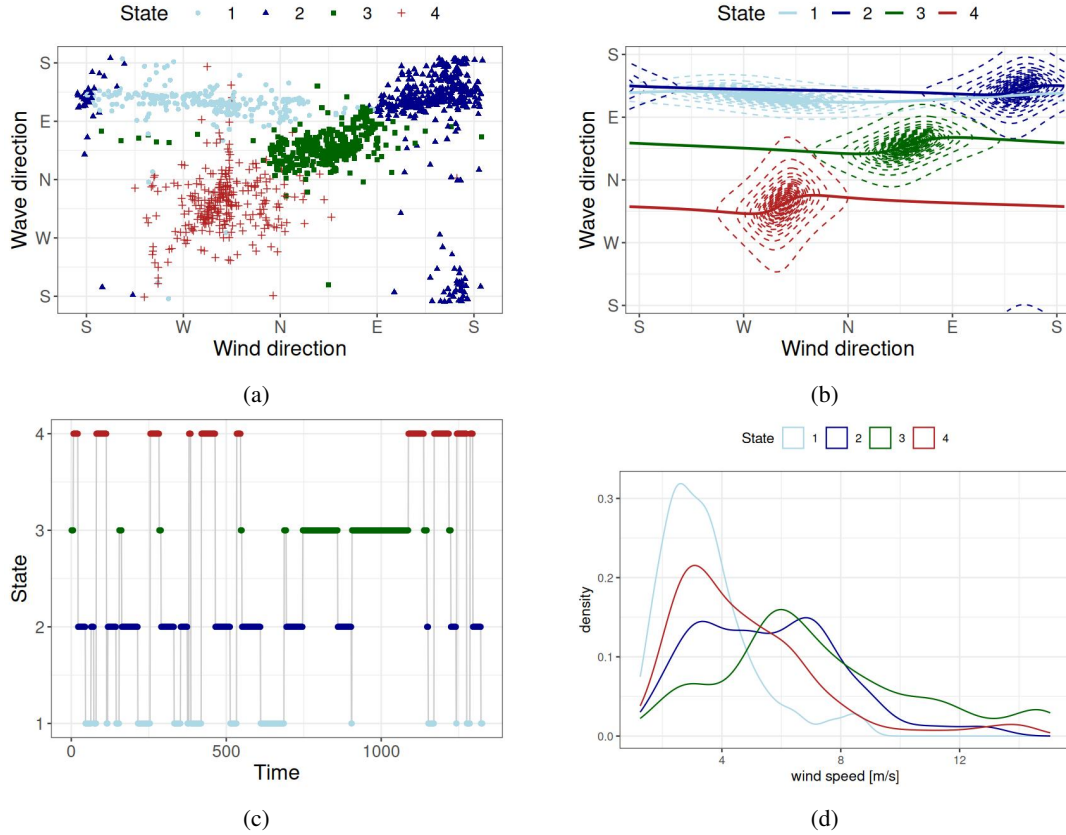 State 1 2 3 4
S
E
N
W
S
Wave direction
S W N E S
Wind direction
(a)
State 1 2 3 4
S
E
N
W
S
Wave direction
S W N E S
Wind direction
(b)
4
3
2
1
State
0 500 1000
Time
(c)
State 1 2 3 4
0.3
0.2
0.1
0.0
density
4 8 12
wind speed [m/s]
(d)